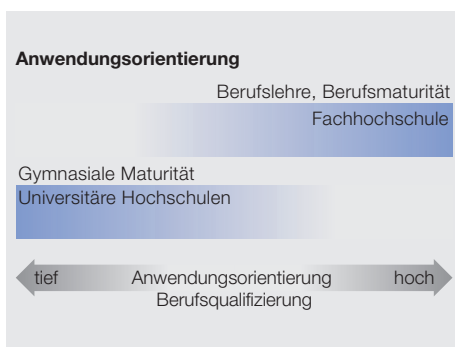 Anwendungsorientierung
Berufslehre, Berufsmaturität
Fachhochschule
Gymnasiale Maturität
Universitäre Hochschulen
tief Anwendungsorientierung hoch
Berufsqualifizierung